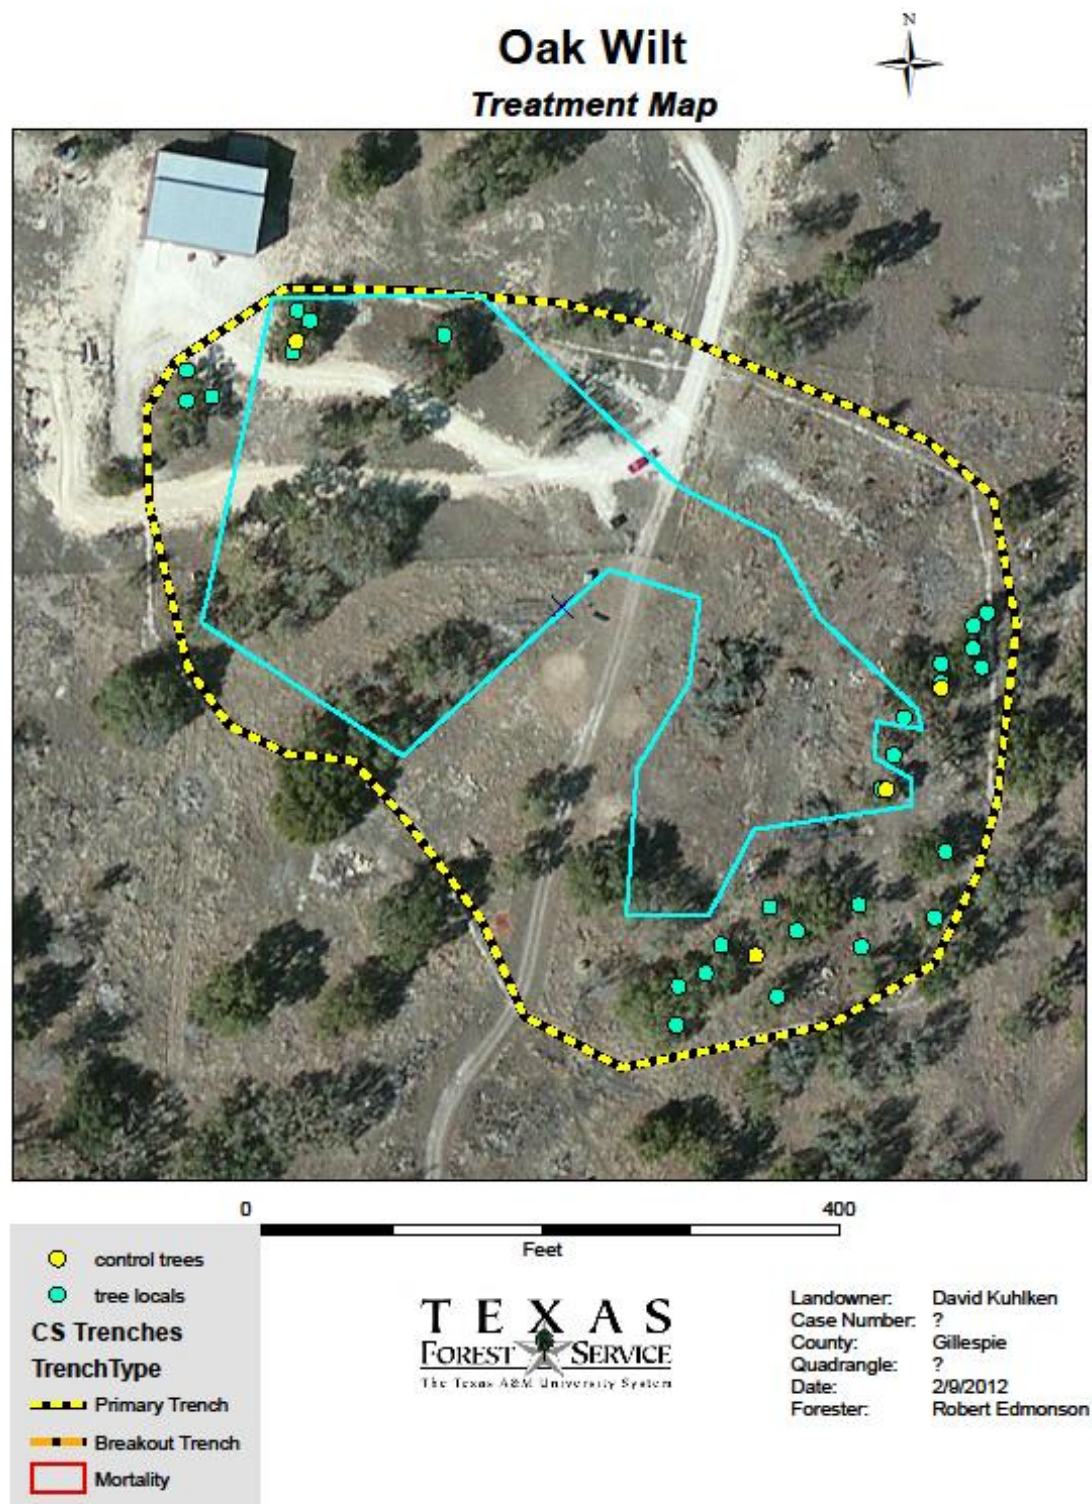 Oak Wilt
N
Treatment Map
0 400
Feet
control trees
tree locals
CS Trenches
TrenchType
Primary Trench
Breakout Trench
Mortality
TEXAS
FOREST SERVICE
The Texas A&M University System
Landowner: David Kuhlken
Case Number: ?
County: Gillespie
Quadrangle: ?
Date: 2/9/2012
Forester: Robert Edmonson